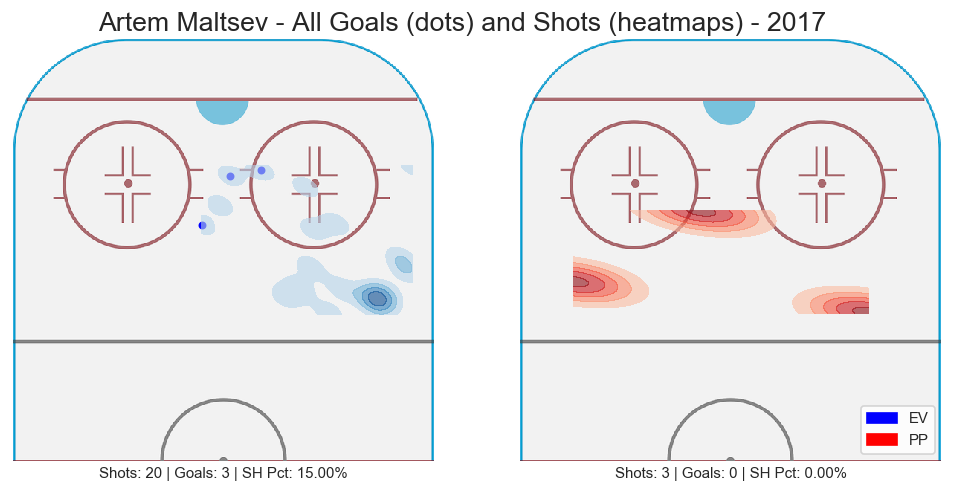 Artem Maltsev - All Goals (dots) and Shots (heatmaps) - 2017
EV
PP
Shots: 20 | Goals: 3 | SH Pct: 15.00%
Shots: 3 | Goals: 0 | SH Pct: 0.00%